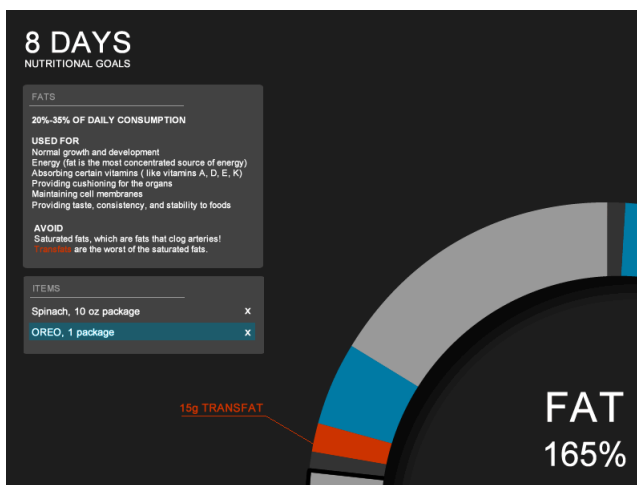 8 DAYS
NUTRITIONAL GOALS
FATS
20%-35% OF DAILY CONSUMPTION
USED FOR
Normal growth and development
Energy (fat is the most concentrated source of energy)
Absorbing certain vitamins ( like vitamins A, D, E, K)
Providing cushioning for the organs
Maintaining cell membranes
Providing taste, consistency, and stability to foods
AVOID
Saturated fats, which are fats that clog arteries!
Transfats are the worst of the saturated fats.
ITEMS
Spinach, 10 oz package x
OREO, 1 package x
15g TRANSFAT
FAT
165%